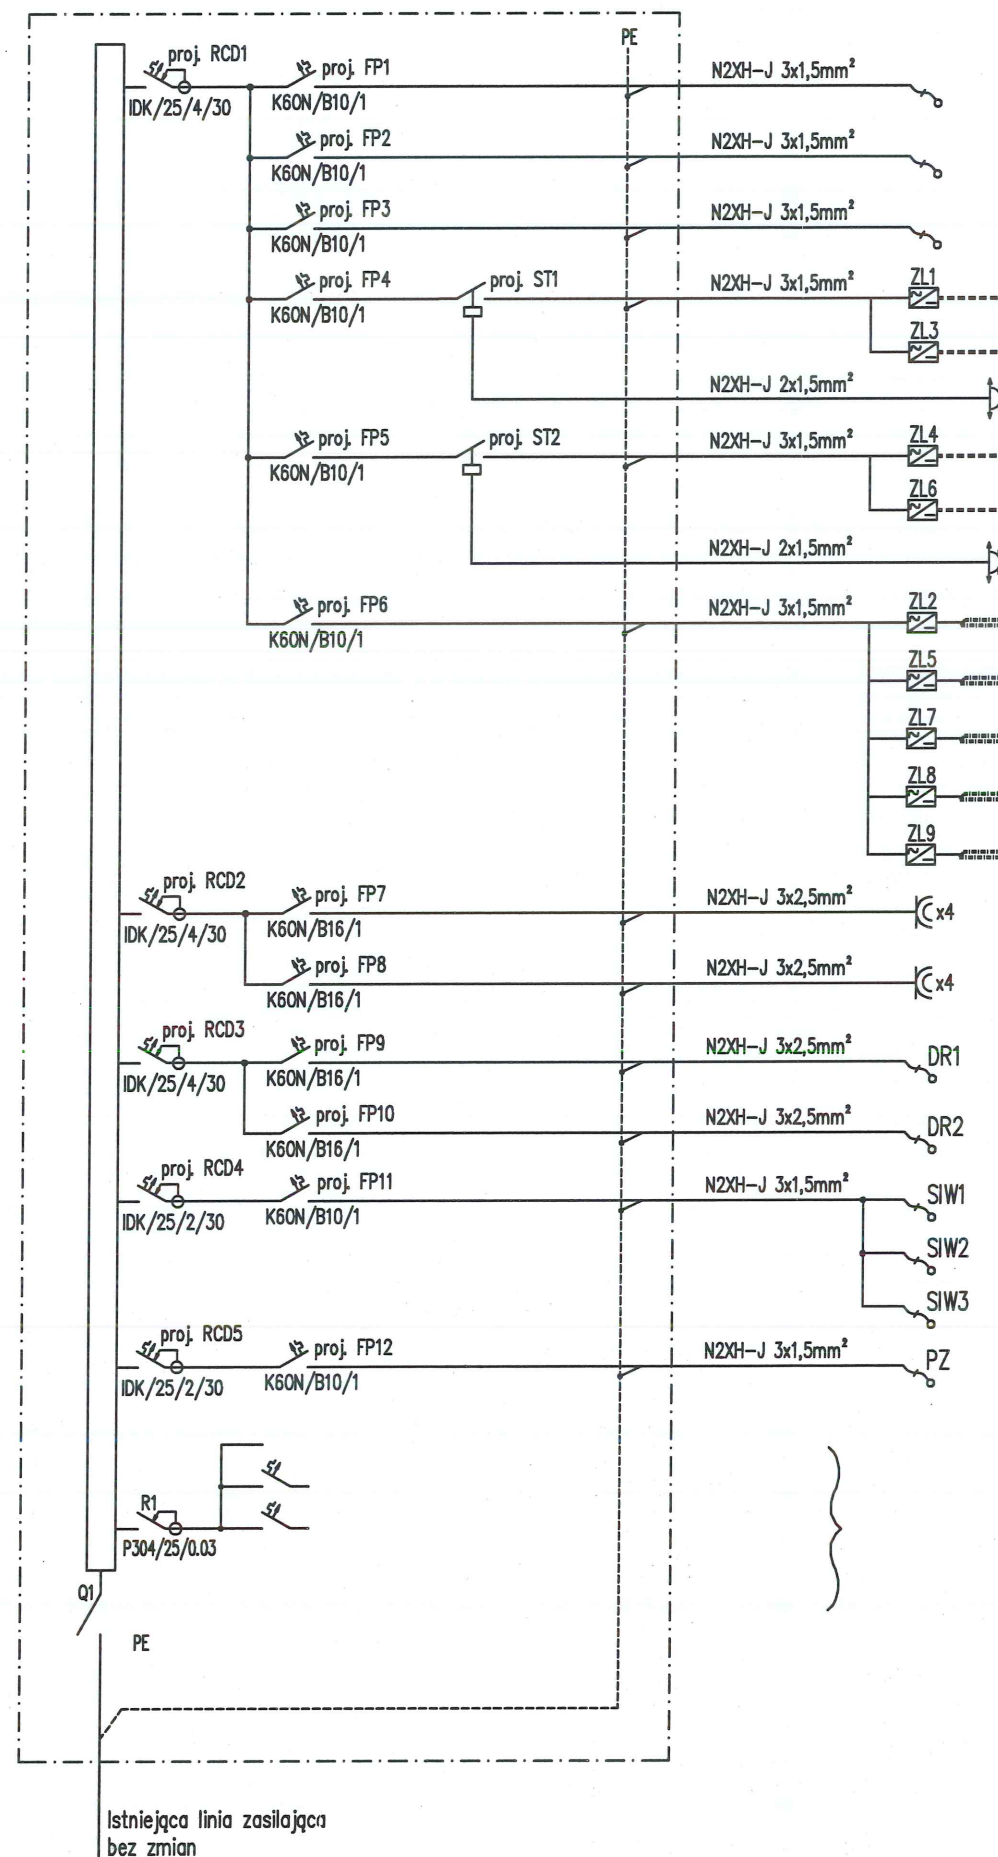 PE
proj. RCD1
IDK/25/4/30
proj. FP1
K60N/B10/1
N2XH-J 3x1,5mm²
proj. FP2
K60N/B10/1
N2XH-J 3x1,5mm²
proj. FP3
K60N/B10/1
N2XH-J 3x1,5mm²
proj. FP4
K60N/B10/1
proj. ST1
N2XH-J 3x1,5mm²
ZL1
ZL3
N2XH-J 2x1,5mm²
proj. FP5
K60N/B10/1
proj. ST2
N2XH-J 3x1,5mm²
ZL4
ZL6
N2XH-J 2x1,5mm²
proj. FP6
K60N/B10/1
N2XH-J 3x1,5mm²
ZL2
ZL5
ZL7
ZL8
ZL9
proj. RCD2
IDK/25/4/30
proj. FP7
K60N/B16/1
N2XH-J 3x2,5mm²
x4
proj. FP8
K60N/B16/1
N2XH-J 3x2,5mm²
x4
proj. RCD3
IDK/25/4/30
proj. FP9
K60N/B16/1
N2XH-J 3x2,5mm²
DR1
proj. FP10
K60N/B16/1
N2XH-J 3x2,5mm²
DR2
proj. RCD4
IDK/25/2/30
proj. FP11
K60N/B10/1
N2XH-J 3x1,5mm²
SIW1
SIW2
SIW3
proj. RCD5
IDK/25/2/30
proj. FP12
K60N/B10/1
N2XH-J 3x1,5mm²
PZ
R1
P304/25/0.03
Q1
PE
Istniejąca linia zasilająca
bez zmian